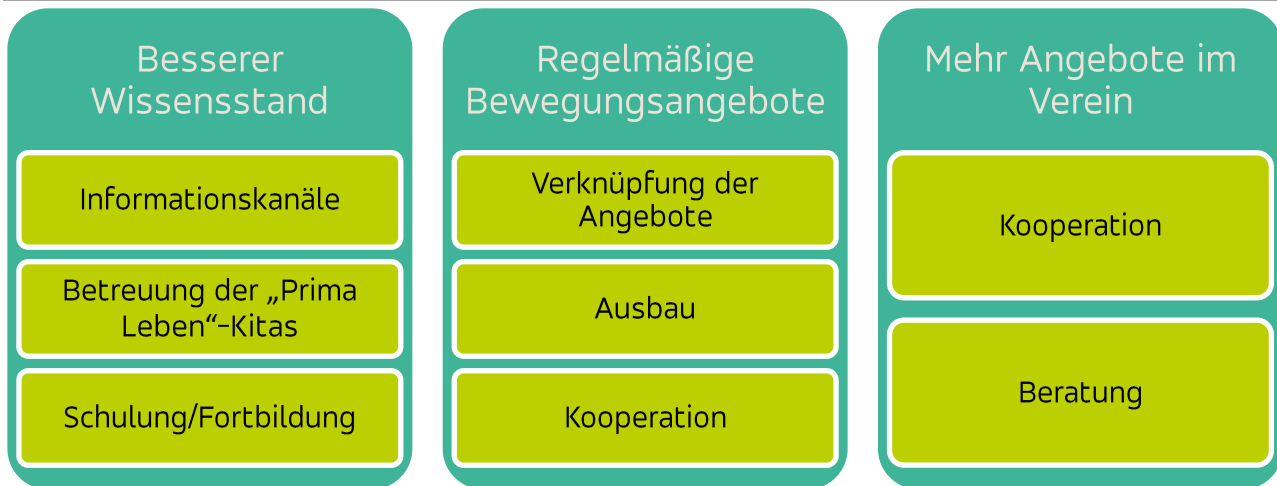 Besserer
Wissensstand
Informationskanäle
Betreuung der „Prima
Leben“-Kitas
Schulung/Fortbildung
Regelmäßige
Bewegungsangebote
Verknüpfung der
Angebote
Ausbau
Kooperation
Mehr Angebote im
Verein
Kooperation
Beratung